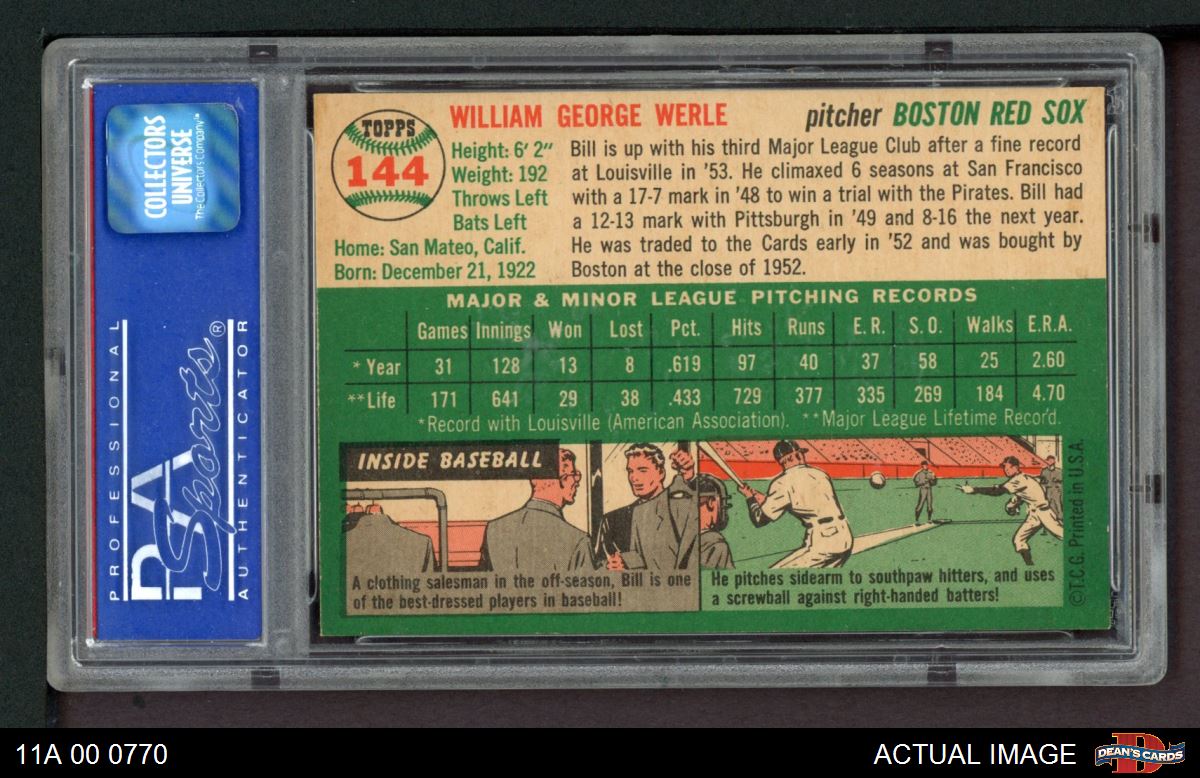 COLLECTORS
UNIVERSE
The Collectors Company™
PROFESSIONAL
PSA
Sports®
AUTHENTICATOR
TOPPS
144
WILLIAM GEORGE WERLE
pitcher BOSTON RED SOX
Height: 6' 2"
Weight: 192
Throws Left
Bats Left
Home: San Mateo, Calif.
Born: December 21, 1922
Bill is up with his third Major League Club after a fine record
at Louisville in '53. He climaxed 6 seasons at San Francisco
with a 17-7 mark in '48 to win a trial with the Pirates. Bill had
a 12-13 mark with Pittsburgh in '49 and 8-16 the next year.
He was traded to the Cards early in '52 and was bought by
Boston at the close of 1952.
MAJOR & MINOR LEAGUE PITCHING RECORDS
Games Innings Won Lost Pct. Hits Runs E. R. S. O. Walks E.R.A.
* Year 31 128 13 8 .619 97 40 37 58 25 2.60
**Life 171 641 29 38 .433 729 377 335 269 184 4.70
*Record with Louisville (American Association). **Major League Lifetime Record.
INSIDE BASEBALL
A clothing salesman in the off-season, Bill is one
of the best-dressed players in baseball!
He pitches sidearm to southpaw hitters, and uses
a screwball against right-handed batters!
©T.C.G. Printed in U.S.A.
11A 00 0770
ACTUAL IMAGE
D
DEAN'S CARDS